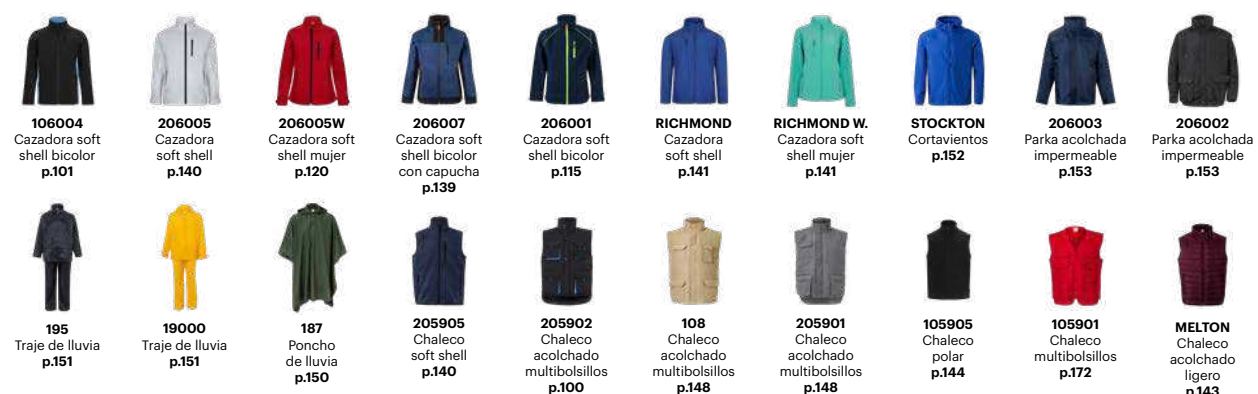 106004
Cazadora soft
shell bicolor
p.101
206005
Cazadora
soft shell
p.140
206005W
Cazadora soft
shell mujer
p.120
206007
Cazadora soft
shell bicolor
con capucha
p.139
206001
Cazadora soft
shell bicolor
p.115
RICHMOND
Cazadora
soft shell
p.141
RICHMOND W.
Cazadora soft
shell mujer
p.141
STOCKTON
Cortavientos
p.152
206003
Parka acolchada
impermeable
p.153
206002
Parka acolchada
impermeable
p.153
195
Traje de lluvia
p.151
19000
Traje de lluvia
p.151
187
Poncho
de lluvia
p.150
205905
Chaleco
soft shell
p.140
205902
Chaleco
acolchado
multibolsillos
p.100
108
Chaleco
acolchado
multibolsillos
p.148
205901
Chaleco
acolchado
multibolsillos
p.148
105905
Chaleco
polar
p.144
105901
Chaleco
multibolsillos
p.172
MELTON
Chaleco
acolchado
ligero
p.143